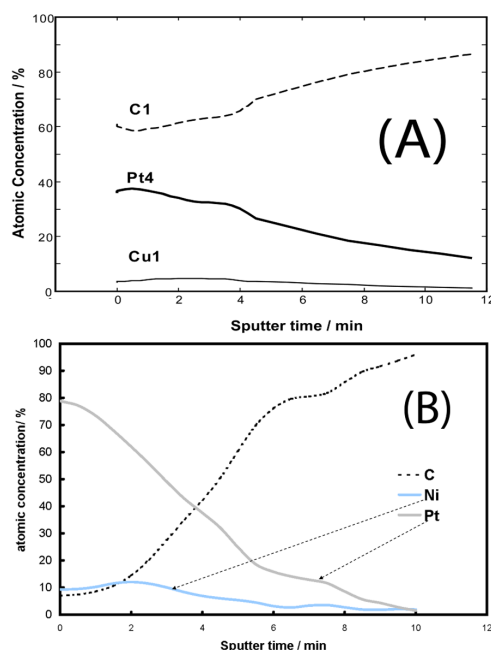 100
80
60
40
20
0
C1
Pt4
Cu1
(A)
Atomic Concentration / %
0 2 4 6 8 10 12
Sputter time / min
100
90
80
70
60
50
40
30
20
10
0
(B)
C
Ni
Pt
atomic concentration/ %
0 2 4 6 8 10 12
Sputter time / min